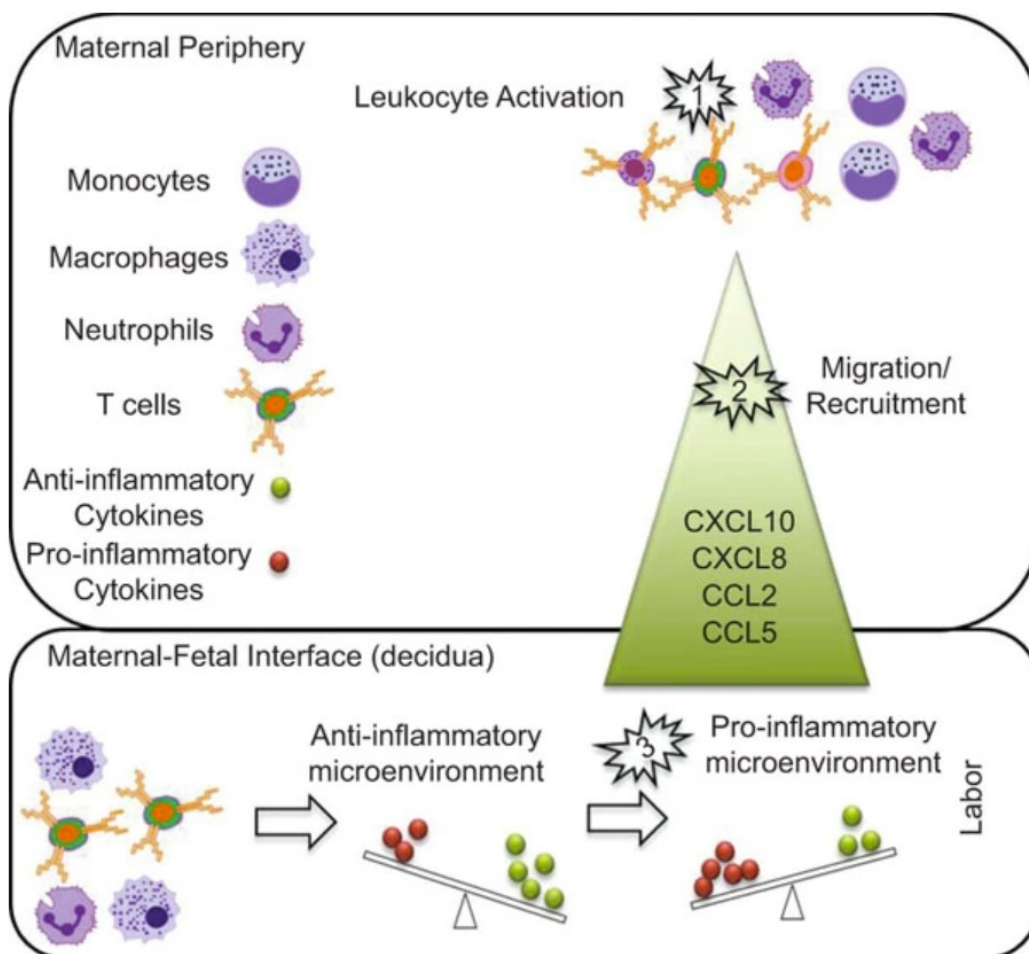 Maternal Periphery
Leukocyte Activation
1
Monocytes
Macrophages
Neutrophils
T cells
Anti-inflammatory
Cytokines
Pro-inflammatory
Cytokines
2
Migration/
Recruitment
CXCL10
CXCL8
CCL2
CCL5
Maternal-Fetal Interface (decidua)
Anti-inflammatory
microenvironment
3
Pro-inflammatory
microenvironment
Labor